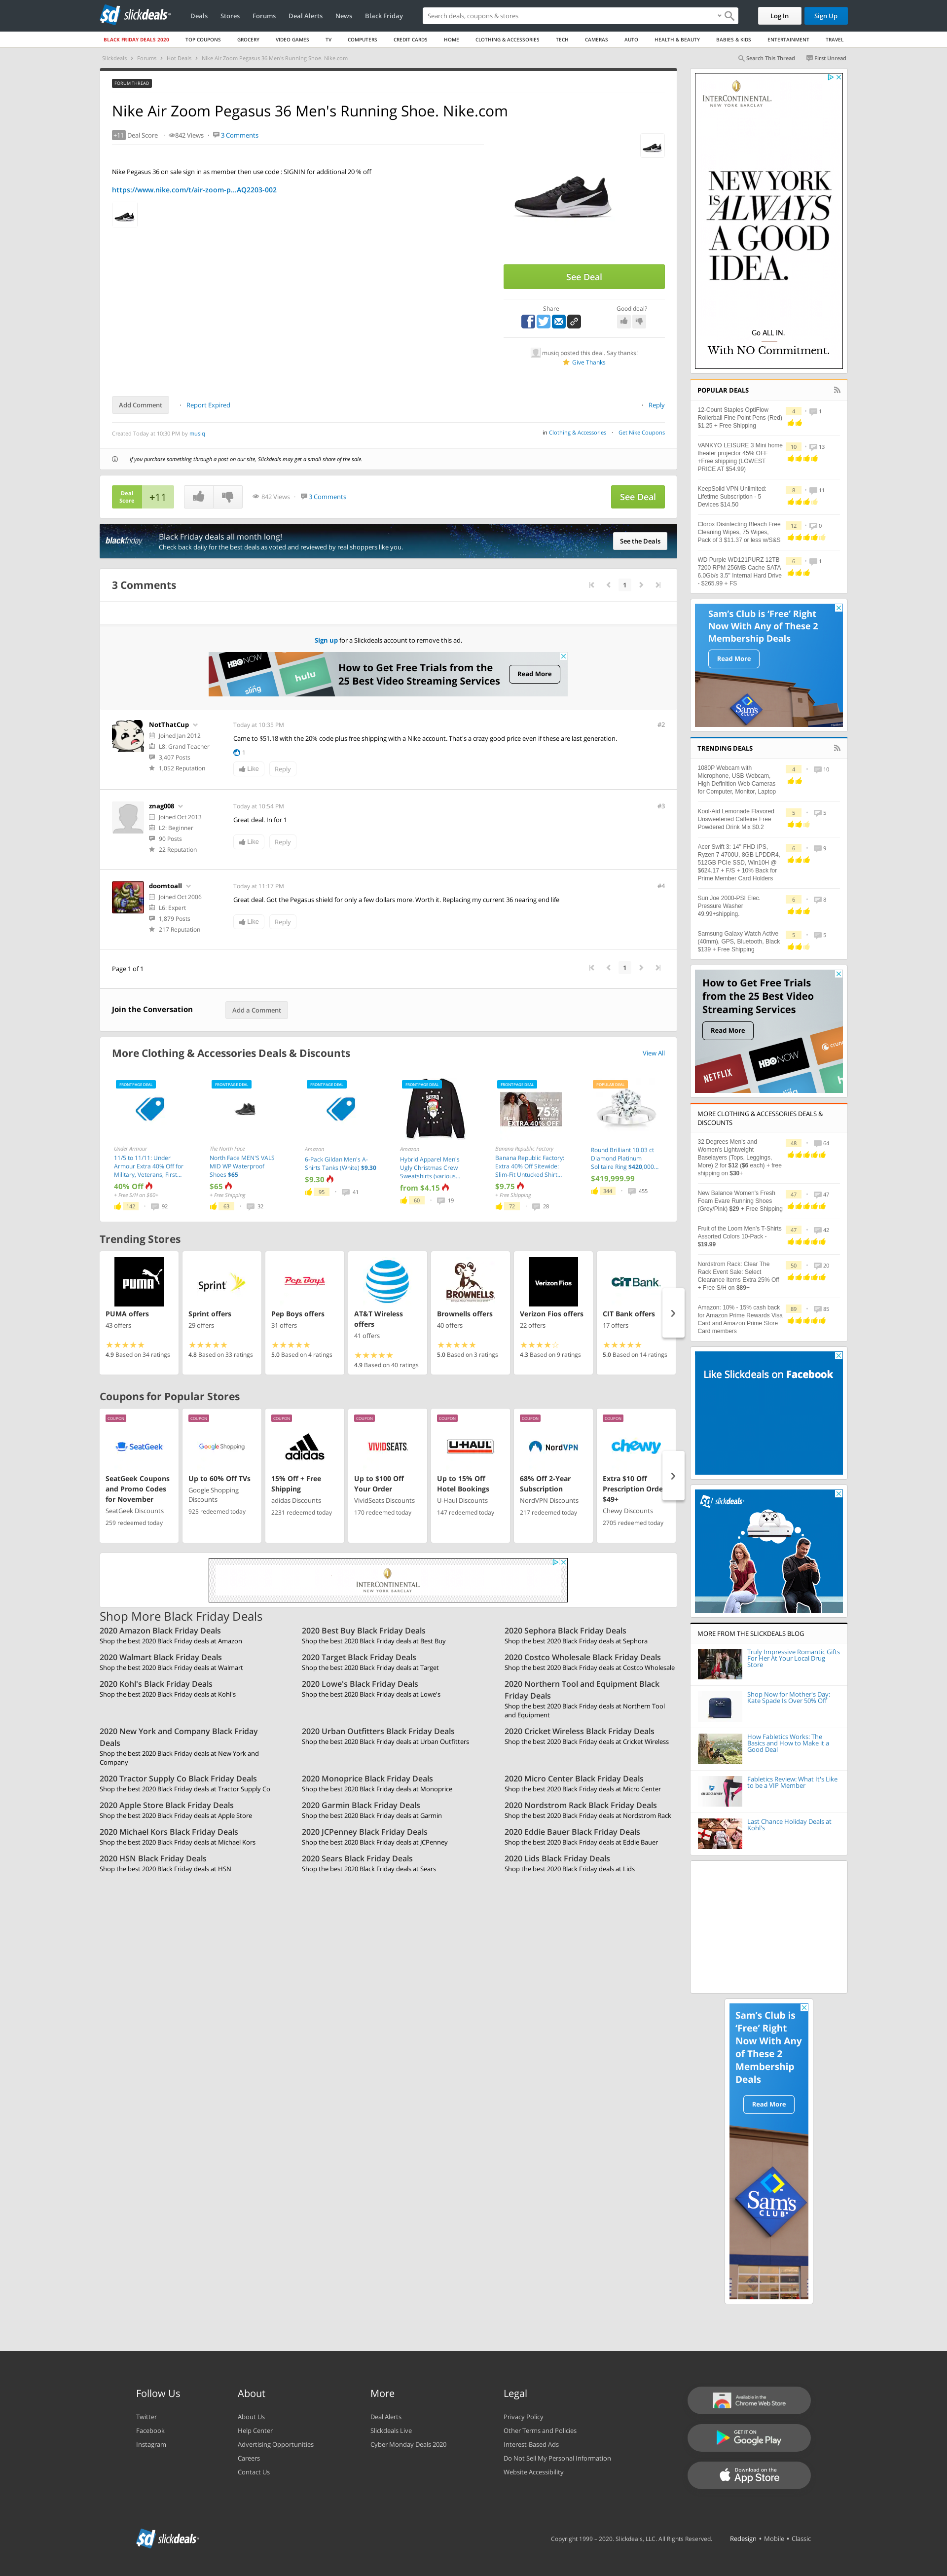 slickdeals
Deals Stores Forums Deal Alerts News Black Friday
Search deals, coupons & stores
Log In Sign Up
BLACK FRIDAY DEALS 2020 TOP COUPONS GROCERY VIDEO GAMES TV COMPUTERS CREDIT CARDS HOME CLOTHING & ACCESSORIES TECH CAMERAS AUTO HEALTH & BEAUTY BABIES & KIDS ENTERTAINMENT TRAVEL
Slickdeals Forums Hot Deals Nike Air Zoom Pegasus 36 Men's Running Shoe. Nike.com
Search This Thread First Unread
FORUM THREAD
Nike Air Zoom Pegasus 36 Men's Running Shoe. Nike.com
+11 Deal Score · 842 Views · 3 Comments
Nike Pegasus 36 on sale sign in as member then use code : SIGNIN for additional 20 % off
https://www.nike.com/t/air-zoom-p...AQ2203-002
See Deal
Share Good deal?
musiq posted this deal. Say thanks!
Give Thanks
Add Comment · Report Expired · Reply
Created Today at 10:30 PM by musiq
in Clothing & Accessories · Get Nike Coupons
If you purchase something through a post on our site, Slickdeals may get a small share of the sale.
Deal
Score
+11
842 Views · 3 Comments
See Deal
blackfriday
Black Friday deals all month long!
Check back daily for the best deals as voted and reviewed by real shoppers like you.
See the Deals
3 Comments
1
Sign up for a Slickdeals account to remove this ad.
HBO NOW
sling
hulu
How to Get Free Trials from the
25 Best Video Streaming Services
Read More
NotThatCup
Joined Jan 2012
L8: Grand Teacher
3,407 Posts
1,052 Reputation
Today at 10:35 PM #2
Came to $51.18 with the 20% code plus free shipping with a Nike account. That's a crazy good price even if these are last generation.
1
Like Reply
znag008
Joined Oct 2013
L2: Beginner
90 Posts
22 Reputation
Today at 10:54 PM #3
Great deal. In for 1
Like Reply
doomtoall
Joined Oct 2006
L6: Expert
1,879 Posts
217 Reputation
Today at 11:17 PM #4
Great deal. Got the Pegasus shield for only a few dollars more. Worth it. Replacing my current 36 nearing end life
Like Reply
Page 1 of 1
1
Join the Conversation
Add a Comment
More Clothing & Accessories Deals & Discounts
View All
FRONTPAGE DEAL
Under Armour
11/5 to 11/11: Under
Armour Extra 40% Off for
Military, Veterans, First...
40% Off
+ Free S/H on $60+
142 · 92
FRONTPAGE DEAL
The North Face
North Face MEN'S VALS
MID WP Waterproof
Shoes $65
$65
+ Free Shipping
63 · 32
FRONTPAGE DEAL
Amazon
6-Pack Gildan Men's A-
Shirts Tanks (White) $9.30
$9.30
95 · 41
FRONTPAGE DEAL
Amazon
Hybrid Apparel Men's
Ugly Christmas Crew
Sweatshirts (various...
from $4.15
60 · 19
FRONTPAGE DEAL
75%
EXTRA 40% OFF
Banana Republic Factory
Banana Republic Factory:
Extra 40% Off Sitewide:
Slim-Fit Untucked Shirt...
$9.75
+ Free Shipping
72 · 28
POPULAR DEAL
Round Brilliant 10.03 ct
Diamond Platinum
Solitaire Ring $420,000...
$419,999.99
344 · 455
Trending Stores
PUMA
PUMA offers
43 offers
4.9 Based on 34 ratings
Sprint
Sprint offers
29 offers
4.8 Based on 33 ratings
Pep Boys
Pep Boys offers
31 offers
5.0 Based on 4 ratings
AT&T Wireless
offers
41 offers
4.9 Based on 40 ratings
BROWNELLS
Brownells offers
40 offers
5.0 Based on 3 ratings
Verizon Fios
Verizon Fios offers
22 offers
4.3 Based on 9 ratings
CIT Bank
CIT Bank offers
17 offers
5.0 Based on 14 ratings
Coupons for Popular Stores
COUPON
SeatGeek
SeatGeek Coupons
and Promo Codes
for November
SeatGeek Discounts
259 redeemed today
COUPON
Google Shopping
Up to 60% Off TVs
Google Shopping
Discounts
925 redeemed today
COUPON
adidas
15% Off + Free
Shipping
adidas Discounts
2231 redeemed today
COUPON
VIVIDSEATS.
Up to $100 Off
Your Order
VividSeats Discounts
170 redeemed today
COUPON
U-HAUL
Up to 15% Off
Hotel Bookings
U-Haul Discounts
147 redeemed today
COUPON
NordVPN
68% Off 2-Year
Subscription
NordVPN Discounts
217 redeemed today
COUPON
chewy
Extra $10 Off
Prescription Orde
$49+
Chewy Discounts
2705 redeemed today
INTERCONTINENTAL.
NEW YORK BARCLAY
Shop More Black Friday Deals
2020 Amazon Black Friday Deals
Shop the best 2020 Black Friday deals at Amazon
2020 Best Buy Black Friday Deals
Shop the best 2020 Black Friday deals at Best Buy
2020 Sephora Black Friday Deals
Shop the best 2020 Black Friday deals at Sephora
2020 Walmart Black Friday Deals
Shop the best 2020 Black Friday deals at Walmart
2020 Target Black Friday Deals
Shop the best 2020 Black Friday deals at Target
2020 Costco Wholesale Black Friday Deals
Shop the best 2020 Black Friday deals at Costco Wholesale
2020 Kohl's Black Friday Deals
Shop the best 2020 Black Friday deals at Kohl's
2020 Lowe's Black Friday Deals
Shop the best 2020 Black Friday deals at Lowe's
2020 Northern Tool and Equipment Black
Friday Deals
Shop the best 2020 Black Friday deals at Northern Tool
and Equipment
2020 New York and Company Black Friday
Deals
Shop the best 2020 Black Friday deals at New York and
Company
2020 Urban Outfitters Black Friday Deals
Shop the best 2020 Black Friday deals at Urban Outfitters
2020 Cricket Wireless Black Friday Deals
Shop the best 2020 Black Friday deals at Cricket Wireless
2020 Tractor Supply Co Black Friday Deals
Shop the best 2020 Black Friday deals at Tractor Supply Co
2020 Monoprice Black Friday Deals
Shop the best 2020 Black Friday deals at Monoprice
2020 Micro Center Black Friday Deals
Shop the best 2020 Black Friday deals at Micro Center
2020 Apple Store Black Friday Deals
Shop the best 2020 Black Friday deals at Apple Store
2020 Garmin Black Friday Deals
Shop the best 2020 Black Friday deals at Garmin
2020 Nordstrom Rack Black Friday Deals
Shop the best 2020 Black Friday deals at Nordstrom Rack
2020 Michael Kors Black Friday Deals
Shop the best 2020 Black Friday deals at Michael Kors
2020 JCPenney Black Friday Deals
Shop the best 2020 Black Friday deals at JCPenney
2020 Eddie Bauer Black Friday Deals
Shop the best 2020 Black Friday deals at Eddie Bauer
2020 HSN Black Friday Deals
Shop the best 2020 Black Friday deals at HSN
2020 Sears Black Friday Deals
Shop the best 2020 Black Friday deals at Sears
2020 Lids Black Friday Deals
Shop the best 2020 Black Friday deals at Lids
INTERCONTINENTAL.
NEW YORK BARCLAY
NEW YORK
IS ALWAYS
A GOOD
IDEA.
Go ALL IN.
With NO Commitment.
POPULAR DEALS
12-Count Staples OptiFlow
Rollerball Fine Point Pens (Red)
$1.25 + Free Shipping
4 · 1
VANKYO LEISURE 3 Mini home
theater projector 45% OFF
+Free shipping (LOWEST
PRICE AT $54.99)
10 · 13
KeepSolid VPN Unlimited:
Lifetime Subscription - 5
Devices $14.50
8 · 11
Clorox Disinfecting Bleach Free
Cleaning Wipes, 75 Wipes,
Pack of 3 $11.37 or less w/S&S
12 · 0
WD Purple WD121PURZ 12TB
7200 RPM 256MB Cache SATA
6.0Gb/s 3.5" Internal Hard Drive
- $265.99 + FS
6 · 1
Sam's Club is 'Free' Right
Now With Any of These 2
Membership Deals
Read More
Sam's
TRENDING DEALS
1080P Webcam with
Microphone, USB Webcam,
High Definition Web Cameras
for Computer, Monitor, Laptop
4 · 10
Kool-Aid Lemonade Flavored
Unsweetened Caffeine Free
Powdered Drink Mix $0.2
5 · 5
Acer Swift 3: 14" FHD IPS,
Ryzen 7 4700U, 8GB LPDDR4,
512GB PCIe SSD, Win10H @
$624.17 + F/S + 10% Back for
Prime Member Card Holders
6 · 9
Sun Joe 2000-PSI Elec.
Pressure Washer
49.99+shipping.
6 · 8
Samsung Galaxy Watch Active
(40mm), GPS, Bluetooth, Black
$139 + Free Shipping
5 · 5
How to Get Free Trials
from the 25 Best Video
Streaming Services
Read More
NETFLIX
HBO NOW
hulu
crunch
MORE CLOTHING & ACCESSORIES DEALS &
DISCOUNTS
32 Degrees Men's and
Women's Lightweight
Baselayers (Tops, Leggings,
More) 2 for $12 ($6 each) + free
shipping on $30+
48 · 64
New Balance Women's Fresh
Foam Evare Running Shoes
(Grey/Pink) $29 + Free Shipping
47 · 47
Fruit of the Loom Men's T-Shirts
Assorted Colors 10-Pack -
$19.99
47 · 42
Nordstrom Rack: Clear The
Rack Event Sale: Select
Clearance Items Extra 25% Off
+ Free S/H on $89+
50 · 20
Amazon: 10% - 15% cash back
for Amazon Prime Rewards Visa
Card and Amazon Prime Store
Card members
89 · 85
Like Slickdeals on Facebook
slickdeals
MORE FROM THE SLICKDEALS BLOG
Truly Impressive Romantic Gifts
For Her At Your Local Drug
Store
Shop Now for Mother's Day:
Kate Spade Is Over 50% Off
How Fabletics Works: The
Basics and How to Make it a
Good Deal
Fabletics Review: What It's Like
to be a VIP Member
Last Chance Holiday Deals at
Kohl's
Sam's Club is
'Free' Right
Now With Any
of These 2
Membership
Deals
Read More
Sam's
CLUB
Follow Us
Twitter
Facebook
Instagram
About
About Us
Help Center
Advertising Opportunities
Careers
Contact Us
More
Deal Alerts
Slickdeals Live
Cyber Monday Deals 2020
Legal
Privacy Policy
Other Terms and Policies
Interest-Based Ads
Do Not Sell My Personal Information
Website Accessibility
Available in the
Chrome Web Store
GET IT ON
Google Play
Download on the
App Store
slickdeals
Copyright 1999 – 2020. Slickdeals, LLC. All Rights Reserved. Redesign • Mobile • Classic